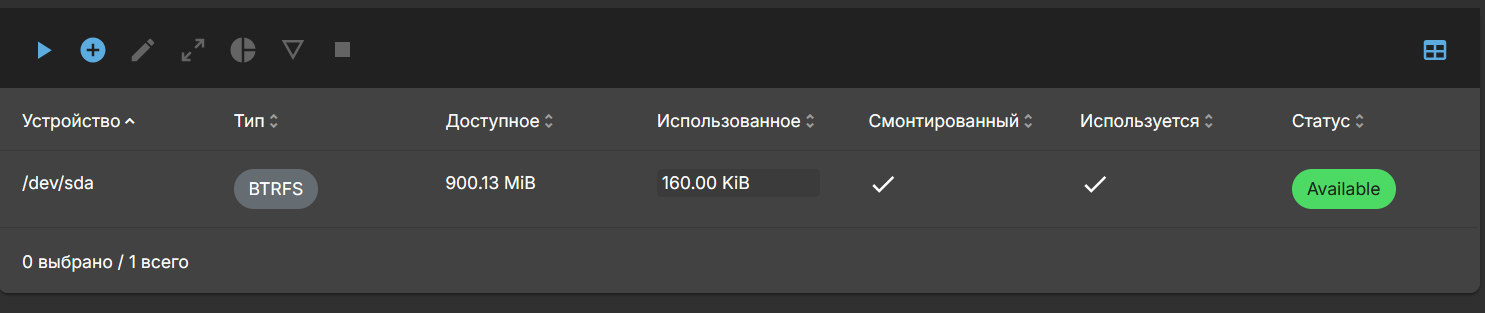 Устройство Тип Доступное Использованное Смонтированный Используется Статус
/dev/sda BTRFS 900.13 MiB 160.00 KiB Available
0 выбрано / 1 всего